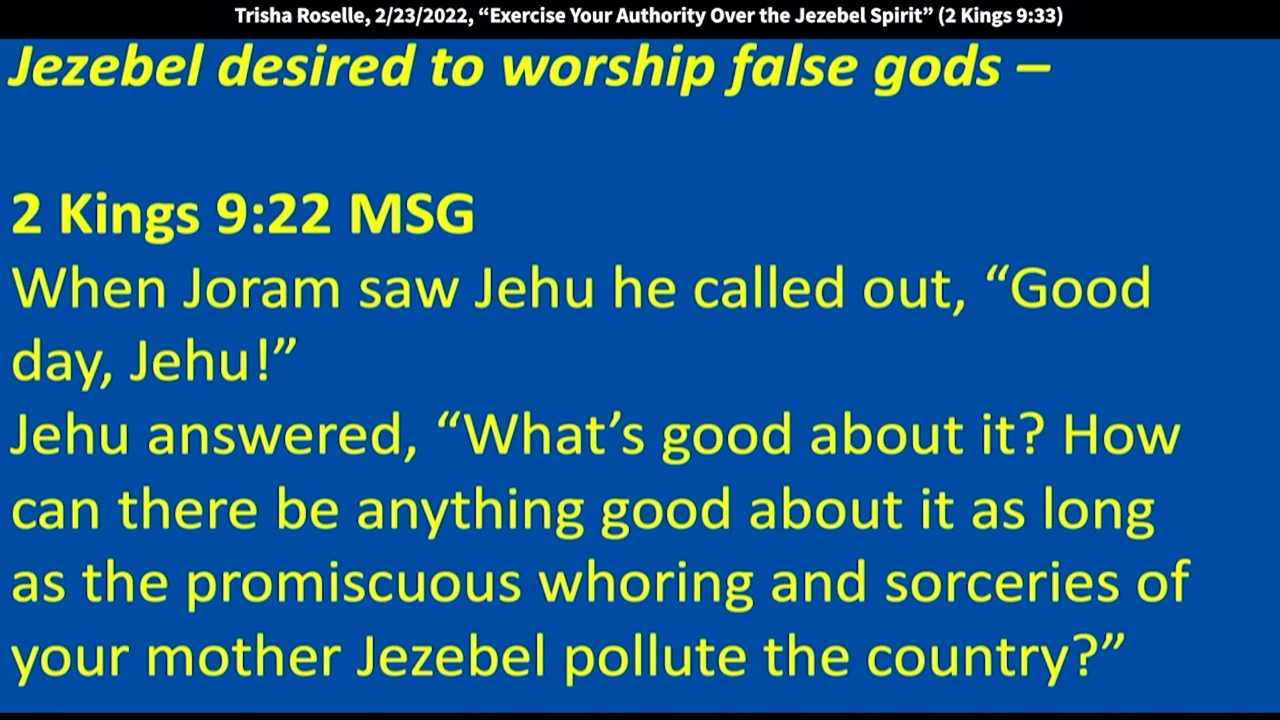 Trisha Roselle, 2/23/2022, “Exercise Your Authority Over the Jezebel Spirit” (2 Kings 9:33)
Jezebel desired to worship false gods –
2 Kings 9:22 MSG
When Joram saw Jehu he called out, “Good
day, Jehu!”
Jehu answered, “What’s good about it? How
can there be anything good about it as long
as the promiscuous whoring and sorceries of
your mother Jezebel pollute the country?”